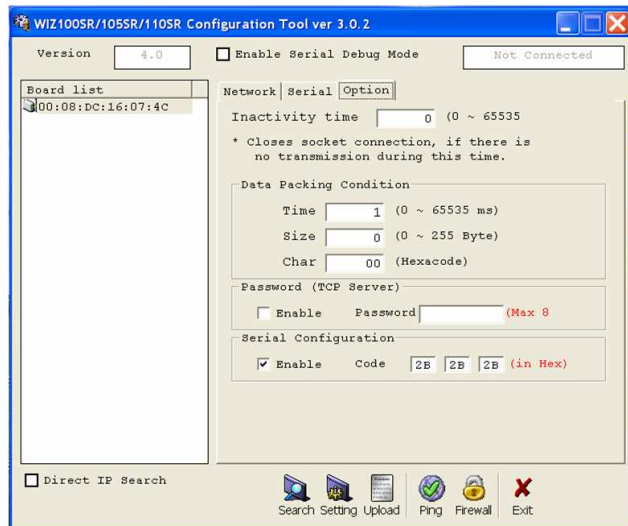 WIZ100SR/105SR/110SR Configuration Tool ver 3.0.2
Version 4.0 Enable Serial Debug Mode Not Connected
Board list
00:08:DC:16:07:4C
Network Serial Option
Inactivity time 0 (0 ~ 65535
* Closes socket connection, if there is
no transmission during this time.
Data Packing Condition
Time 1 (0 ~ 65535 ms)
Size 0 (0 ~ 255 Byte)
Char 00 (Hexacode)
Password (TCP Server)
Enable Password (Max 8
Serial Configuration
Enable Code 2B 2B 2B (in Hex)
Direct IP Search
Search Setting Upload Ping Firewall Exit